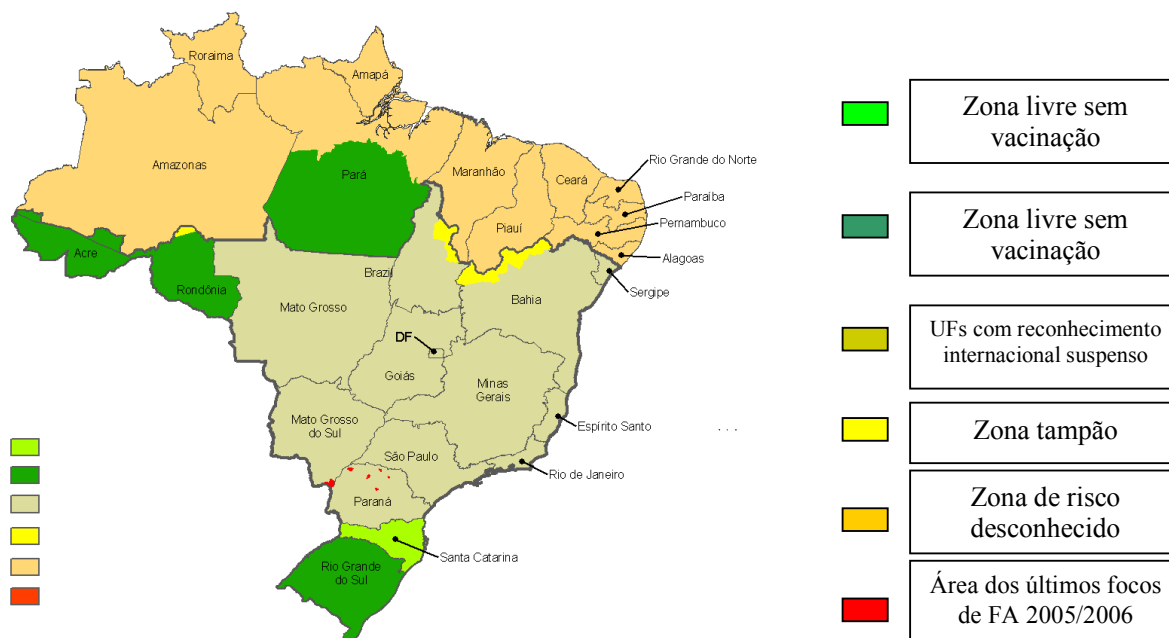 Roraima
Amapá
Amazonas
Pará
Maranhão
Ceará
Rio Grande do Norte
Paraíba
Piauí
Pernambuco
Acre
Alagoas
Rondônia
Brazil
Sergipe
Mato Grosso
Bahia
DF
Goiás
Minas
Gerais
Mato Grosso
do Sul
Espírito Santo
. . .
São Paulo
Rio de Janeiro
Paraná
Santa Catarina
Rio Grande
do Sul
Zona livre sem
vacinação
Zona livre sem
vacinação
UFs com reconhecimento
internacional suspenso
Zona tampão
Zona de risco
desconhecido
Área dos últimos focos
de FA 2005/2006